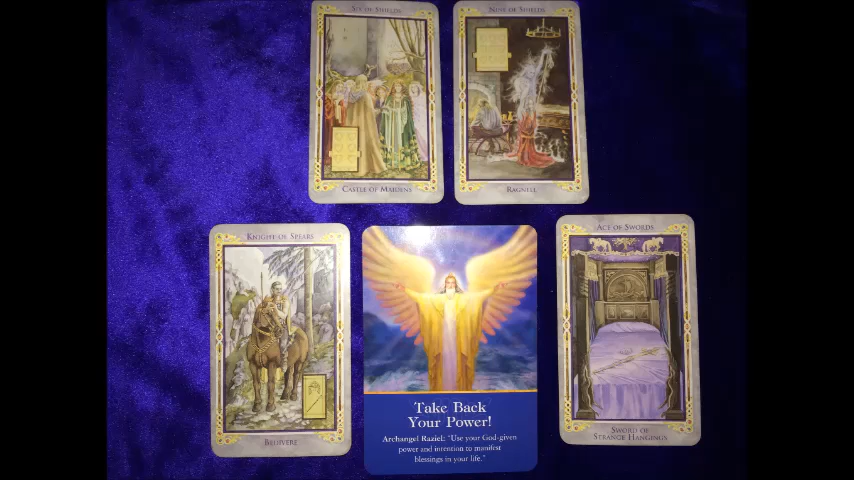 SIX OF SHIELDS
CASTLE OF MAIDENS
NINE OF SHIELDS
RAGNELL
KNIGHT OF SPEARS
BEDIVERE
Take Back
Your Power!
Archangel Raziel: "Use your God-given
power and intention to manifest
blessings in your life."
ACE OF SWORDS
SWORD OF
STRANGE HANGINGS